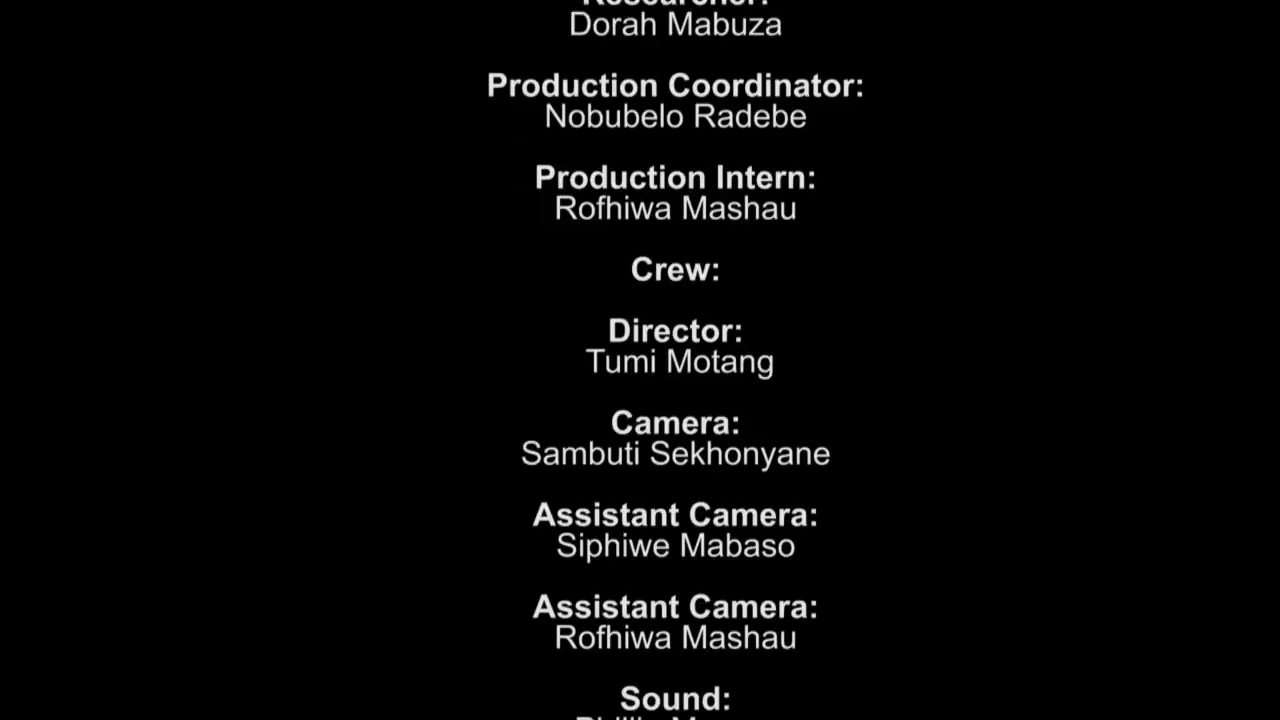 Researcher:
Dorah Mabuza
Production Coordinator:
Nobubelo Radebe
Production Intern:
Rofhiwa Mashau
Crew:
Director:
Tumi Motang
Camera:
Sambuti Sekhonyane
Assistant Camera:
Siphiwe Mabaso
Assistant Camera:
Rofhiwa Mashau
Sound: